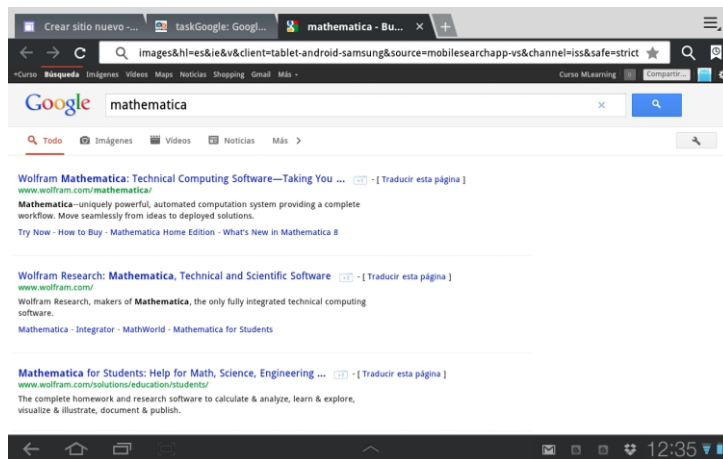 Crear sitio nuevo -...
taskGoogle: Googl...
mathematica - Bu...
images&hl=es&ie&v&client=tablet-android-samsung&source=mobilesearchapp-vs&channel=iss&safe=strict
+Curso Búsqueda Imágenes Vídeos Maps Noticias Shopping Gmail Más
Curso MLearning Compartir...
Google
mathematica
Todo Imágenes Vídeos Noticias Más >
Wolfram Mathematica: Technical Computing Software—Taking You ... - [ Traducir esta página ]
www.wolfram.com/mathematica/
Mathematica--uniquely powerful, automated computation system providing a complete
workflow. Move seamlessly from ideas to deployed solutions.
Try Now - How to Buy - Mathematica Home Edition - What's New in Mathematica 8
Wolfram Research: Mathematica, Technical and Scientific Software - [ Traducir esta página ]
www.wolfram.com/
Wolfram Research, makers of Mathematica, the only fully integrated technical computing
software.
Mathematica - Integrator - MathWorld - Mathematica for Students
Mathematica for Students: Help for Math, Science, Engineering ... - [ Traducir esta página ]
www.wolfram.com/solutions/education/students/
The complete homework and research software to calculate & analyze, learn & explore,
visualize & illustrate, document & publish.
12:35